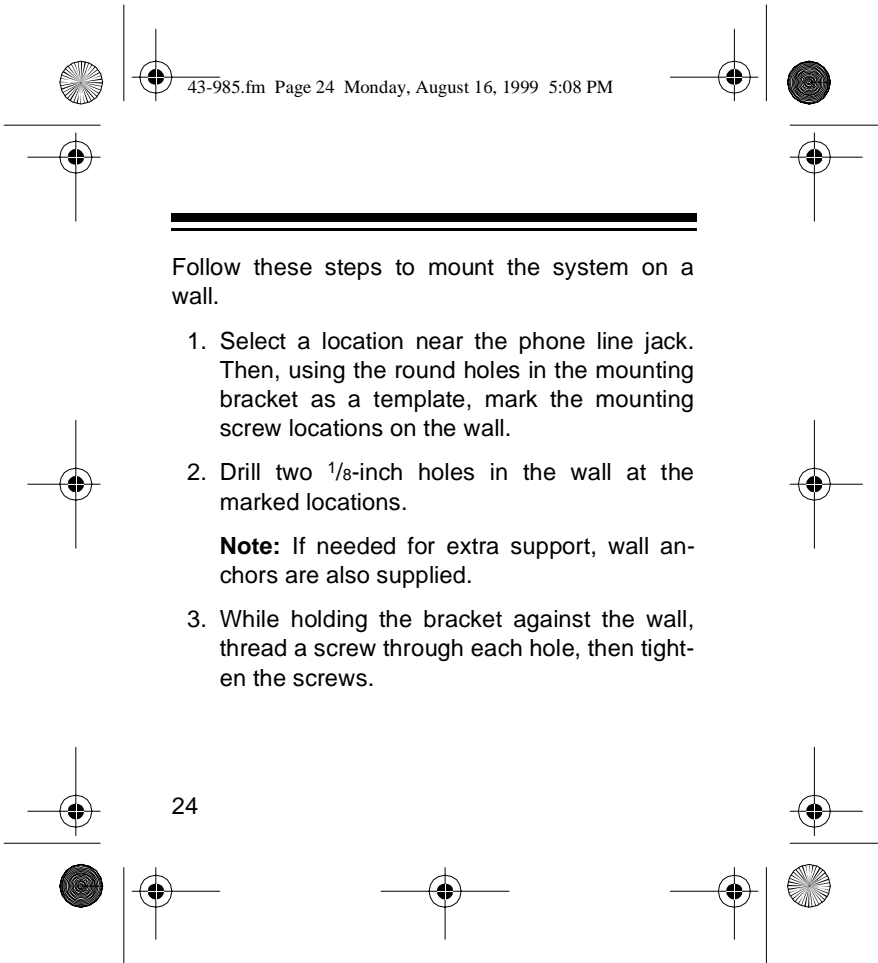 43-985.fm  Page 24  Monday, August 16, 1999  5:08 PM
Follow these steps to mount the system on a
wall.
1. Select a location near the phone line jack.
Then, using the round holes in the mounting
bracket as a template, mark the mounting
screw locations on the wall.
2. Drill two 1/8-inch holes in the wall at the
marked locations.
Note: If needed for extra support, wall an-
chors are also supplied.
3. While holding the bracket against the wall,
thread a screw through each hole, then tight-
en the screws.
24